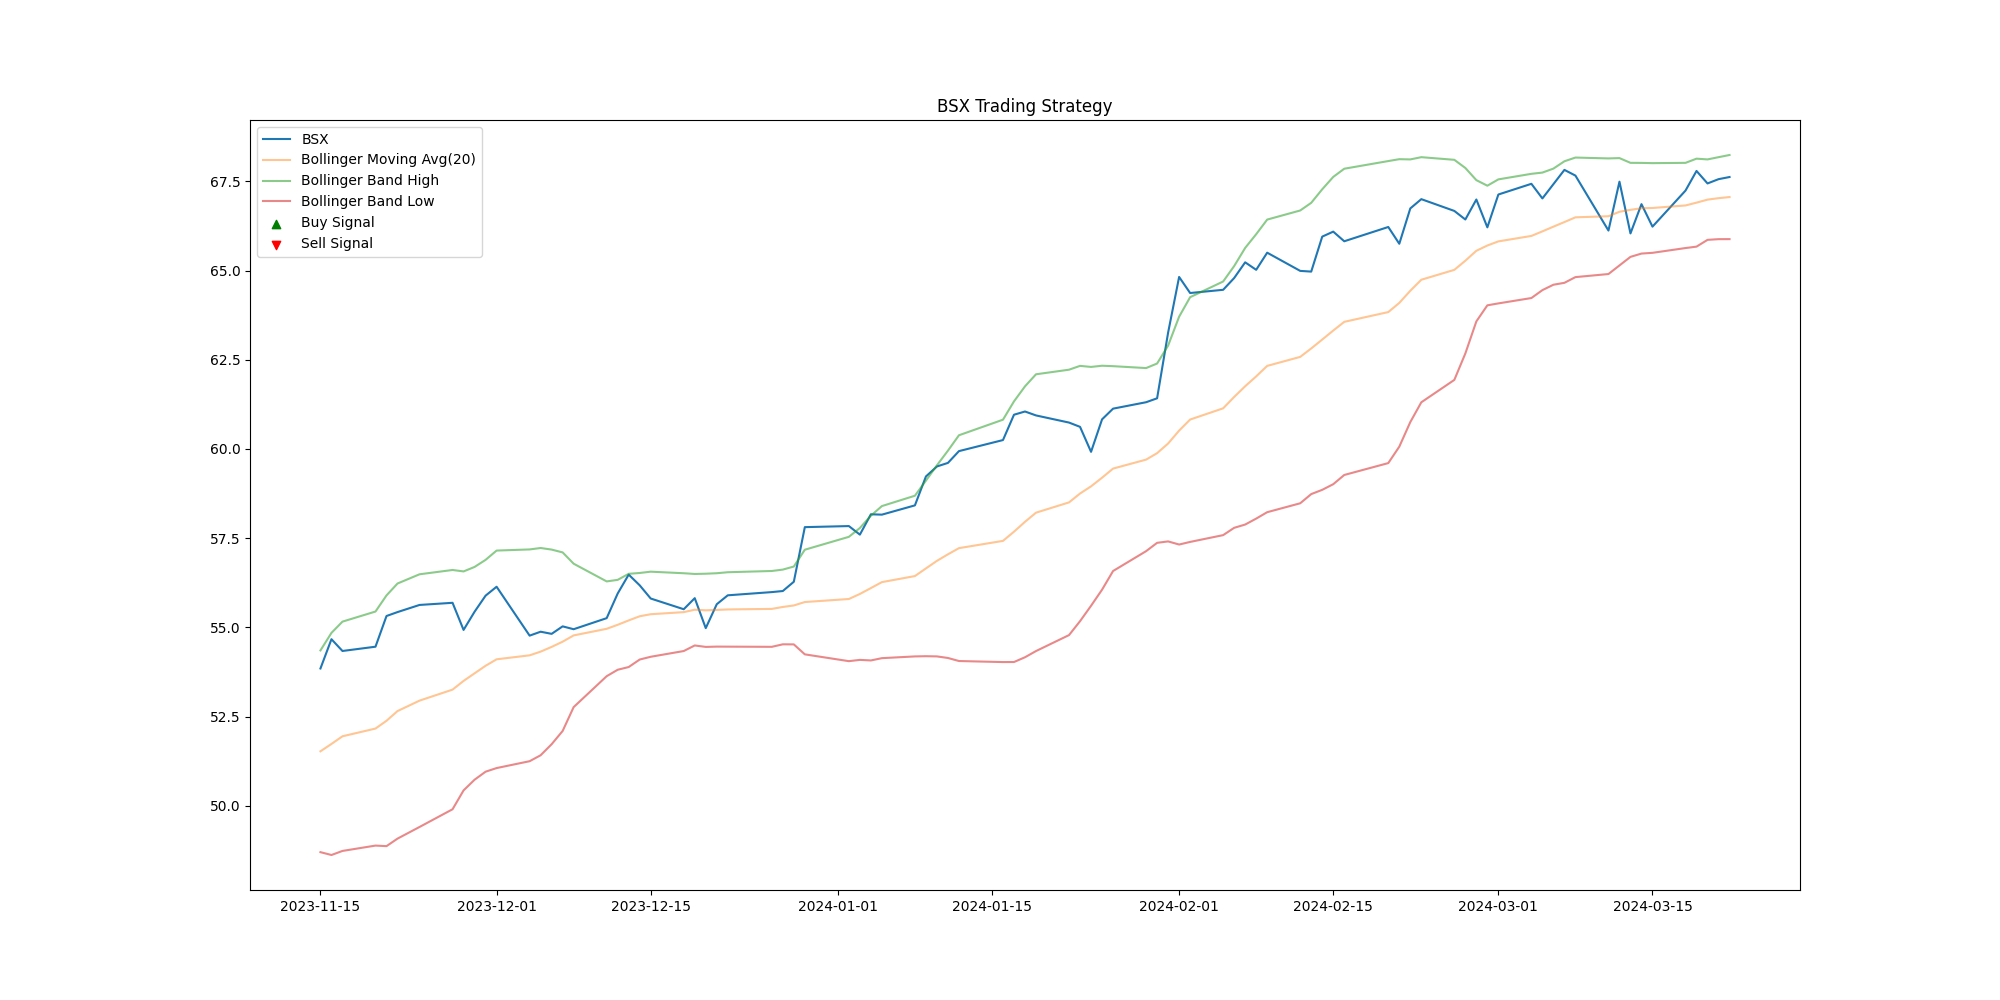 BSX Trading Strategy
BSX
Bollinger Moving Avg(20)
Bollinger Band High
Bollinger Band Low
Buy Signal
Sell Signal
67.5
65.0
62.5
60.0
57.5
55.0
52.5
50.0
2023-11-15 2023-12-01 2023-12-15 2024-01-01 2024-01-15 2024-02-01 2024-02-15 2024-03-01 2024-03-15